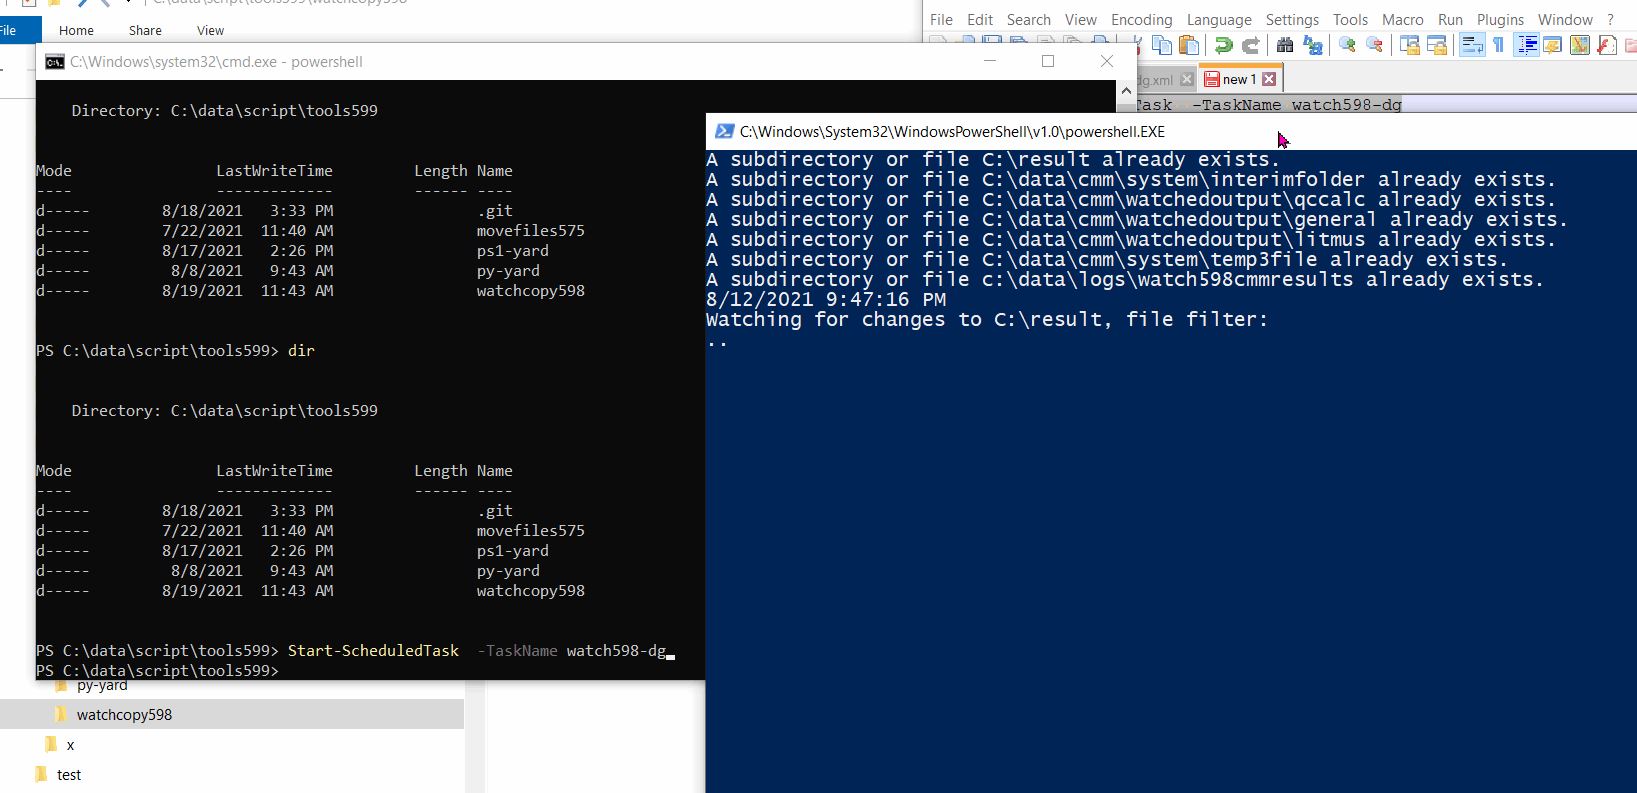 C:\data\script\tools599\watchcopy598
File Home Share View
File Edit Search View Encoding Language Settings Tools Macro Run Plugins Window ?
dg.xml new 1
Task -TaskName watch598-dg
C:\Windows\system32\cmd.exe - powershell
Directory: C:\data\script\tools599
Mode LastWriteTime Length Name
---- ------------- ------ ----
d----- 8/18/2021 3:33 PM .git
d----- 7/22/2021 11:40 AM movefiles575
d----- 8/17/2021 2:26 PM ps1-yard
d----- 8/8/2021 9:43 AM py-yard
d----- 8/19/2021 11:43 AM watchcopy598
PS C:\data\script\tools599> dir
Directory: C:\data\script\tools599
Mode LastWriteTime Length Name
---- ------------- ------ ----
d----- 8/18/2021 3:33 PM .git
d----- 7/22/2021 11:40 AM movefiles575
d----- 8/17/2021 2:26 PM ps1-yard
d----- 8/8/2021 9:43 AM py-yard
d----- 8/19/2021 11:43 AM watchcopy598
PS C:\data\script\tools599> Start-ScheduledTask -TaskName watch598-dg
PS C:\data\script\tools599>
C:\Windows\System32\WindowsPowerShell\v1.0\powershell.EXE
A subdirectory or file C:\result already exists.
A subdirectory or file C:\data\cmm\system\interimfolder already exists.
A subdirectory or file C:\data\cmm\watchedoutput\qccalc already exists.
A subdirectory or file C:\data\cmm\watchedoutput\general already exists.
A subdirectory or file C:\data\cmm\watchedoutput\litmus already exists.
A subdirectory or file C:\data\cmm\system\temp3file already exists.
A subdirectory or file c:\data\logs\watch598cmmresults already exists.
8/12/2021 9:47:16 PM
Watching for changes to C:\result, file filter:
..
py-yard
watchcopy598
x
test